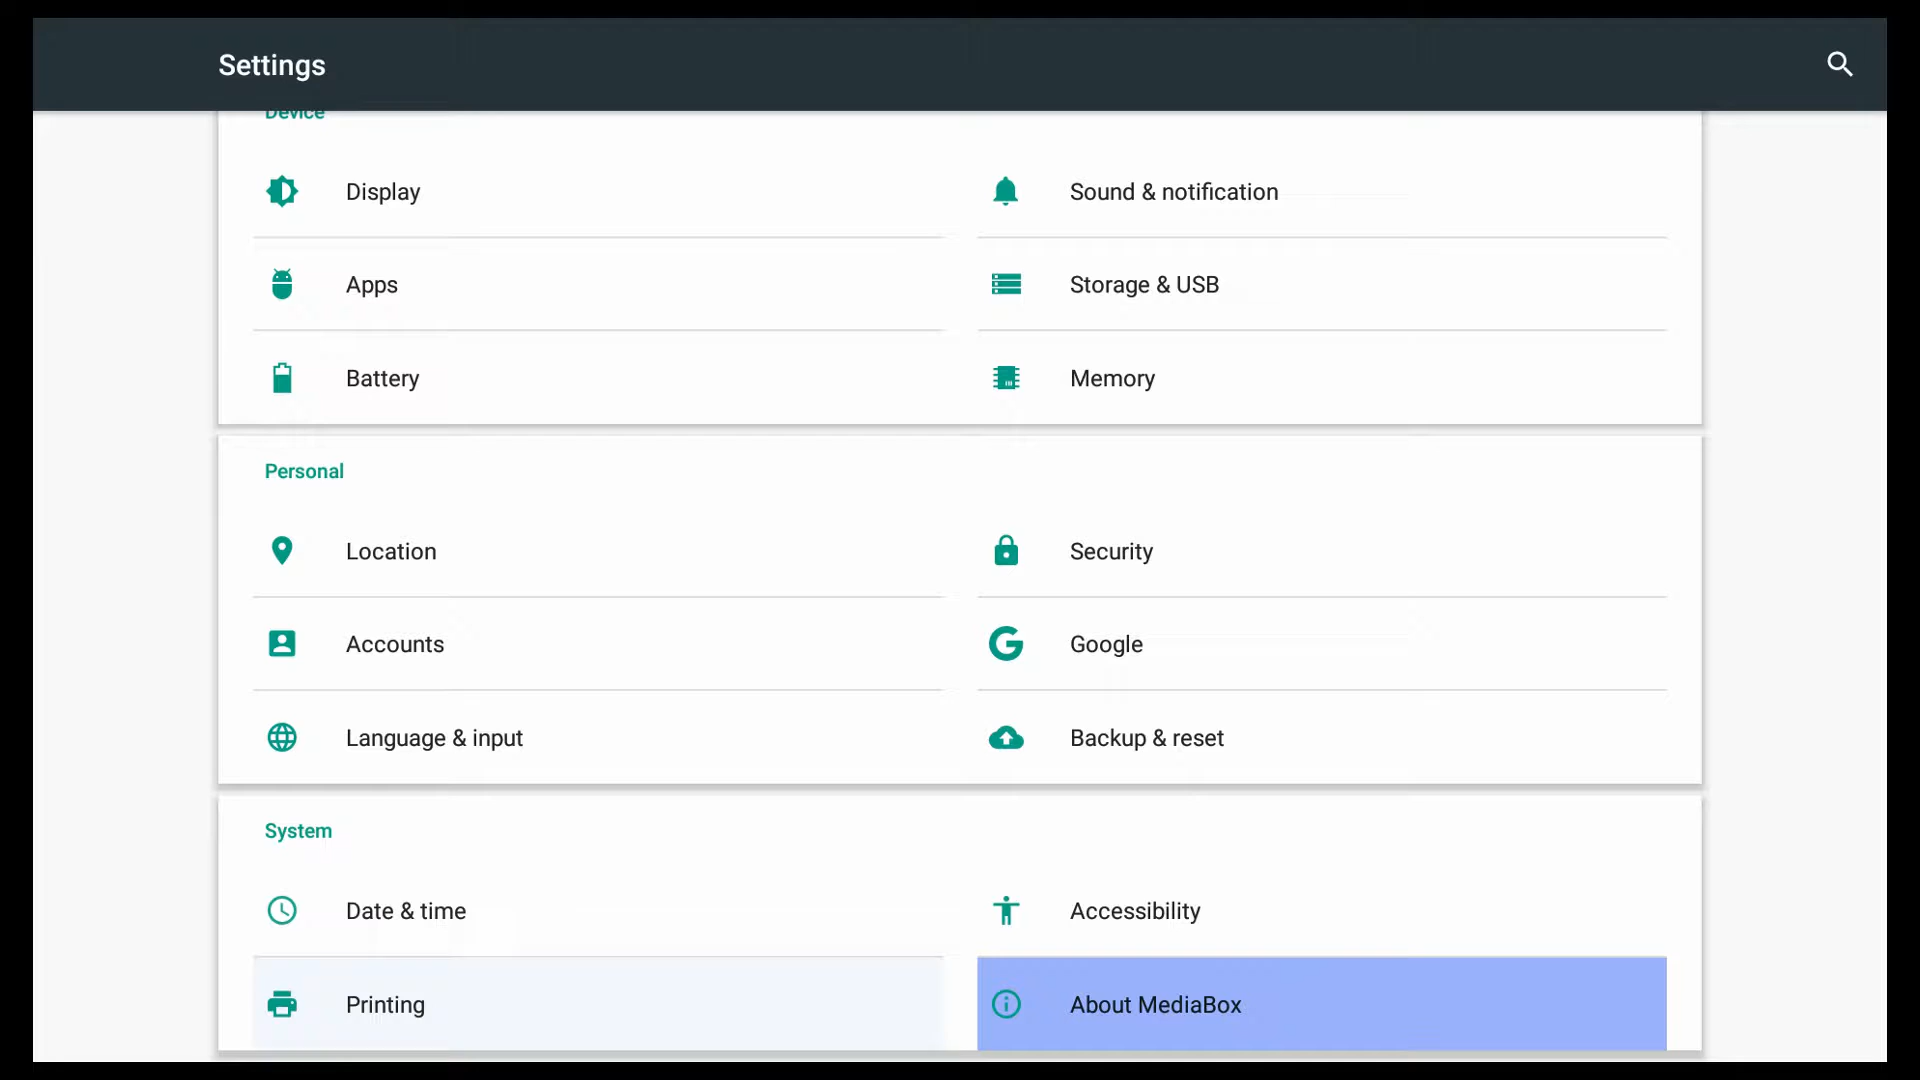 Settings
Device
Display
Sound & notification
Apps
Storage & USB
Battery
Memory
Personal
Location
Security
Accounts
Google
Language & input
Backup & reset
System
Date & time
Accessibility
Printing
About MediaBox